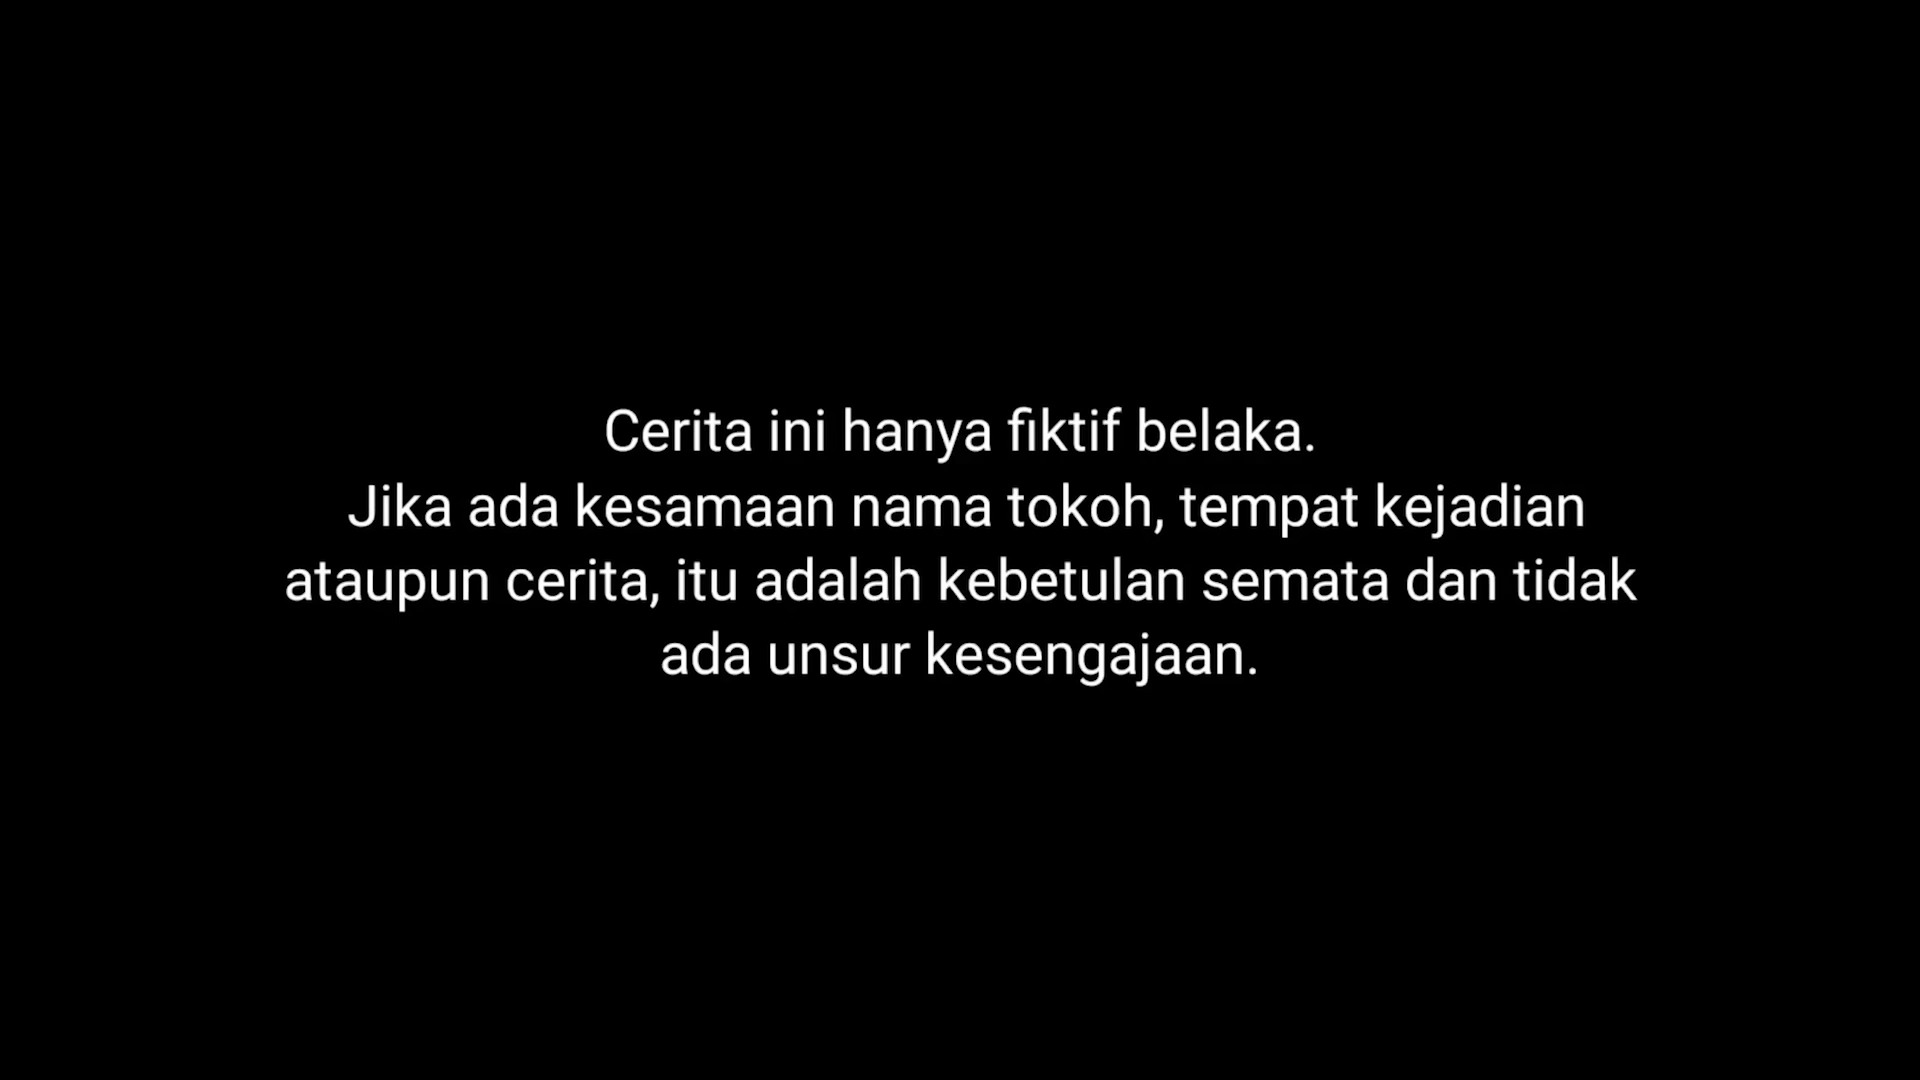 Cerita ini hanya fiktif belaka.
Jika ada kesamaan nama tokoh, tempat kejadian
ataupun cerita, itu adalah kebetulan semata dan tidak
ada unsur kesengajaan.